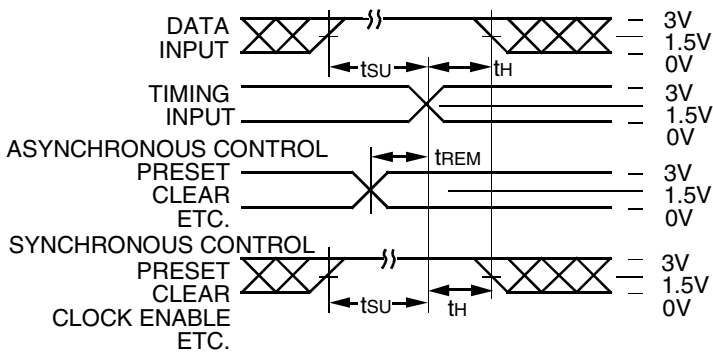 DATA
INPUT
3V
1.5V
0V
tSU
tH
TIMING
INPUT
3V
1.5V
0V
ASYNCHRONOUS CONTROL
PRESET
CLEAR
ETC.
tREM
3V
1.5V
0V
SYNCHRONOUS CONTROL
PRESET
CLEAR
CLOCK ENABLE
ETC.
tSU
tH
3V
1.5V
0V